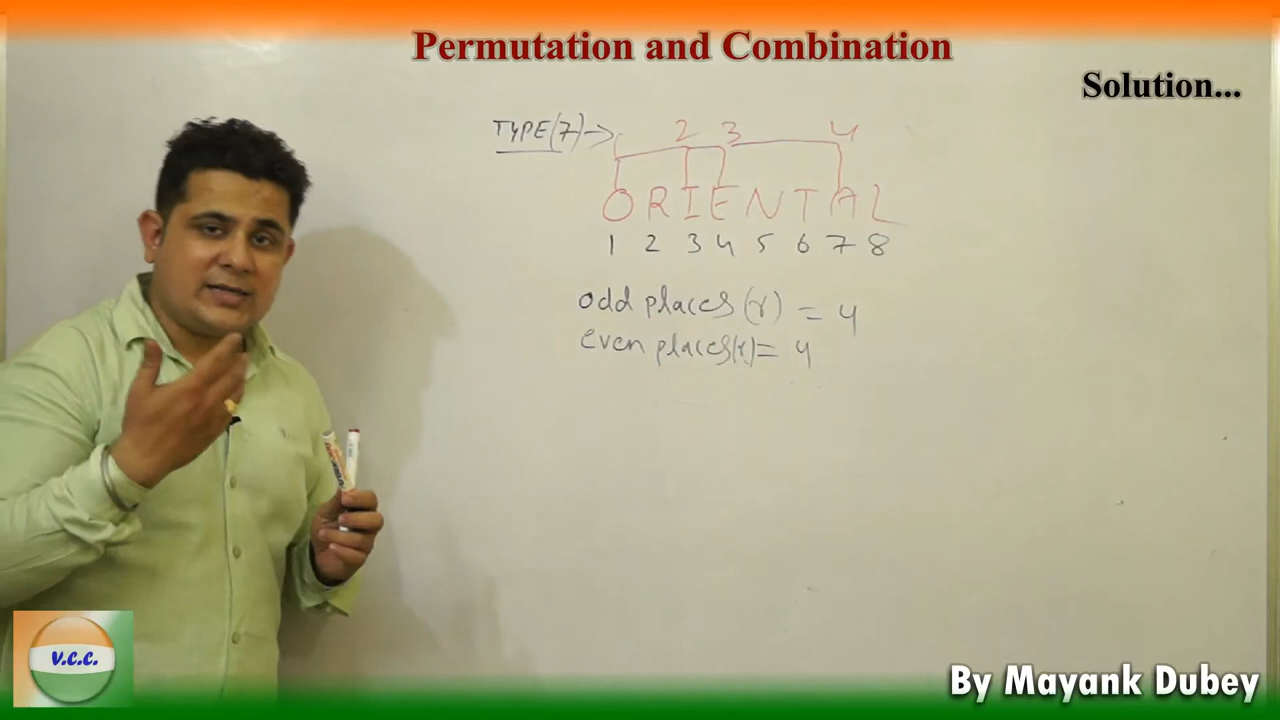 Permutation and Combination
Solution...
TYPE(7)→
1 2 3 4
ORIENTAL
1 2 3 4 5 6 7 8
odd places (r) = 4
even places(r)= 4
V.C.C.
By Mayank Dubey